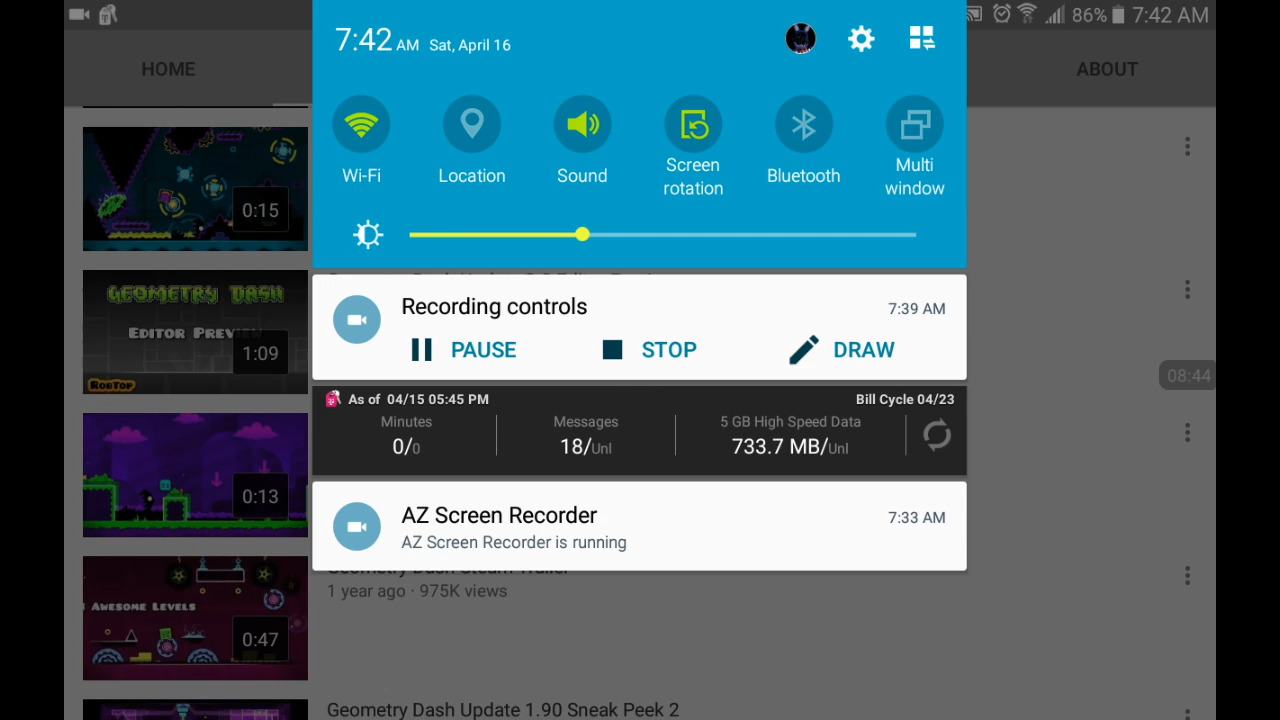 86% 7:42 AM
7:42 AM Sat, April 16
HOME
ABOUT
Wi-Fi
Location
Sound
Screen rotation
Bluetooth
Multi window
0:15
Recording controls 7:39 AM
PAUSE STOP DRAW
GEOMETRY DASH
EDITOR PREVIEW
1:09
ROBTOP
08:44
As of 04/15 05:45 PM Bill Cycle 04/23
Minutes Messages 5 GB High Speed Data
0/0 18/Unl 733.7 MB/Unl
0:13
AZ Screen Recorder 7:33 AM
AZ Screen Recorder is running
Geometry Dash Steam Trailer
1 year ago · 975K views
AWESOME LEVELS
0:47
Geometry Dash Update 1.90 Sneak Peek 2